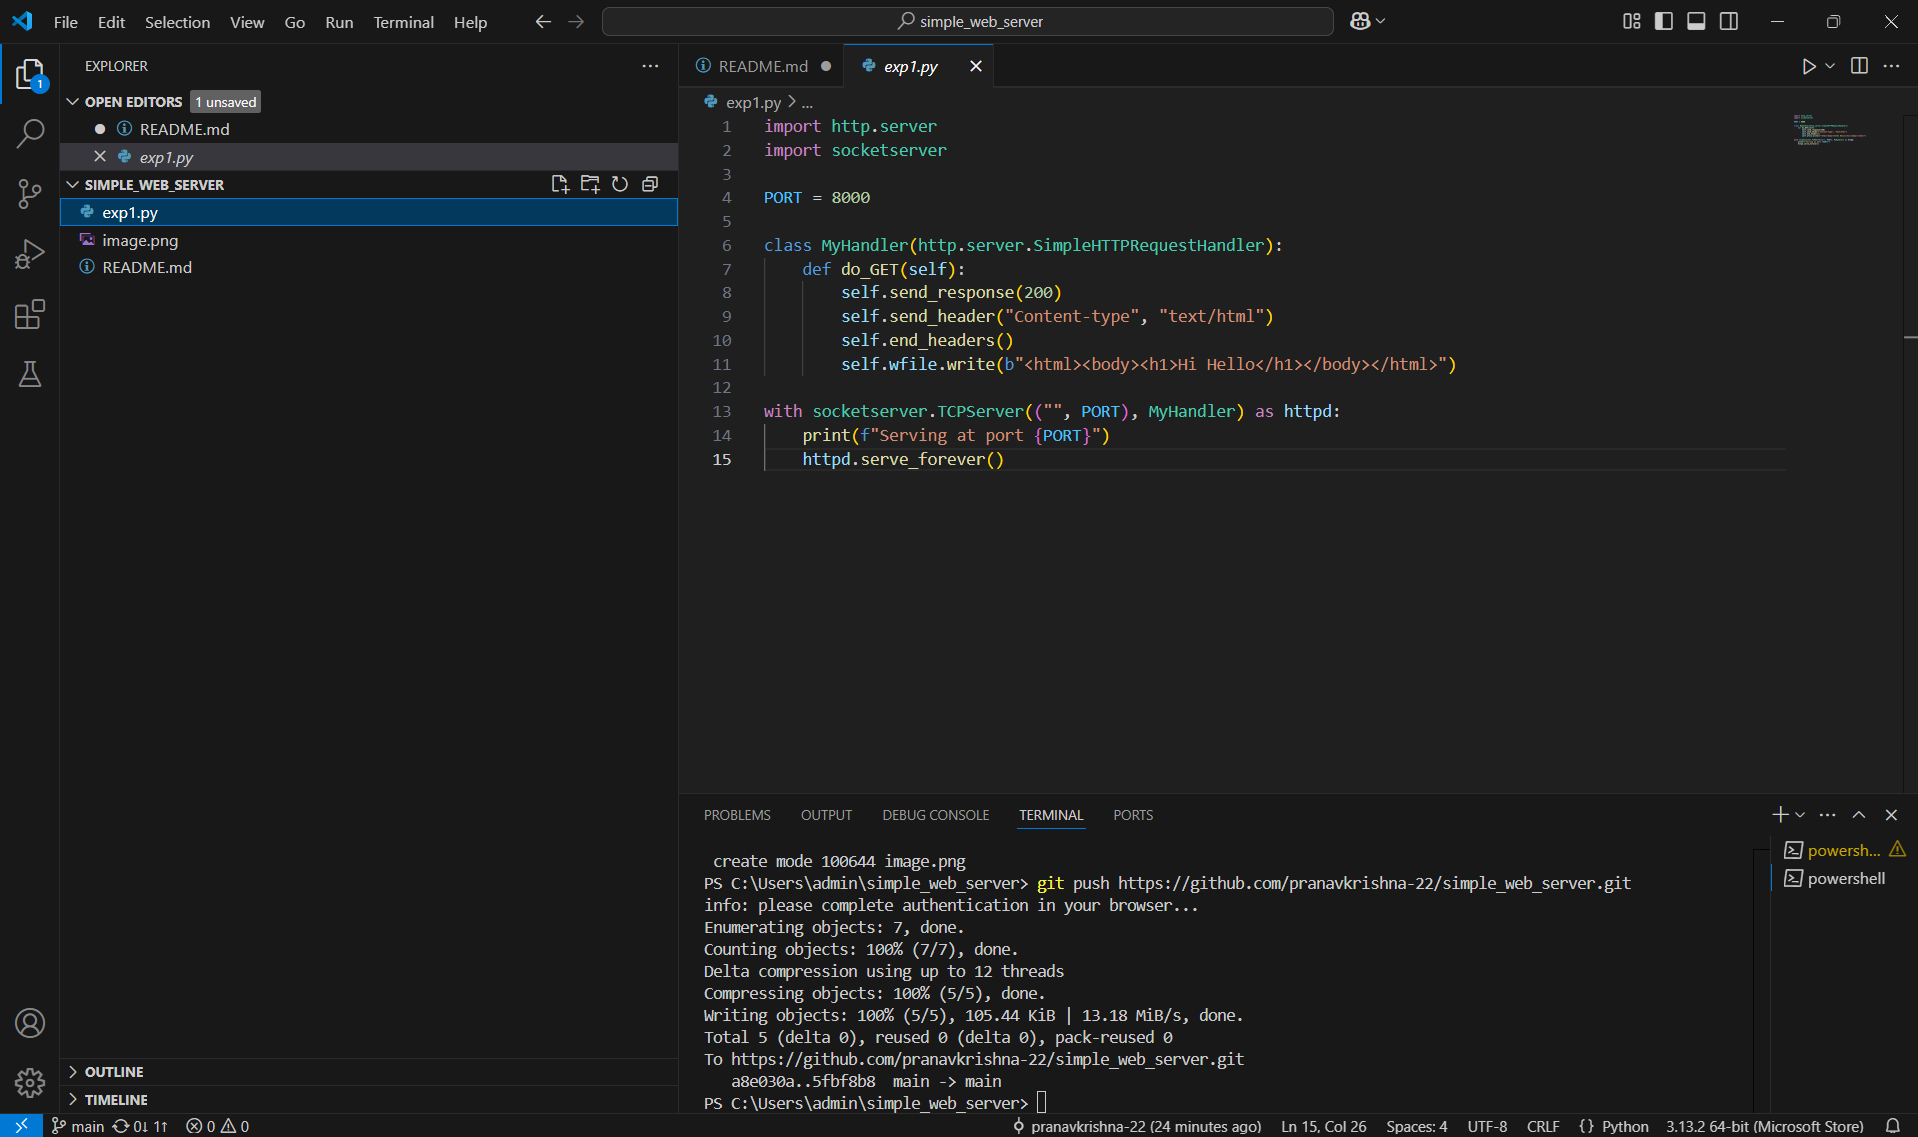 File Edit Selection View Go Run Terminal Help
simple_web_server
EXPLORER
OPEN EDITORS 1 unsaved
README.md
exp1.py
SIMPLE_WEB_SERVER
exp1.py
image.png
README.md
OUTLINE
TIMELINE
1
README.md
exp1.py
exp1.py > ...
1 import http.server
2 import socketserver
3
4 PORT = 8000
5
6 class MyHandler(http.server.SimpleHTTPRequestHandler):
7 def do_GET(self):
8 self.send_response(200)
9 self.send_header("Content-type", "text/html")
10 self.end_headers()
11 self.wfile.write(b"<html><body><h1>Hi Hello</h1></body></html>")
12
13 with socketserver.TCPServer(("", PORT), MyHandler) as httpd:
14 print(f"Serving at port {PORT}")
15 httpd.serve_forever()
PROBLEMS OUTPUT DEBUG CONSOLE TERMINAL PORTS
create mode 100644 image.png
PS C:\Users\admin\simple_web_server> git push https://github.com/pranavkrishna-22/simple_web_server.git
info: please complete authentication in your browser...
Enumerating objects: 7, done.
Counting objects: 100% (7/7), done.
Delta compression using up to 12 threads
Compressing objects: 100% (5/5), done.
Writing objects: 100% (5/5), 105.44 KiB | 13.18 MiB/s, done.
Total 5 (delta 0), reused 0 (delta 0), pack-reused 0
To https://github.com/pranavkrishna-22/simple_web_server.git
a8e030a..5fbf8b8 main -> main
PS C:\Users\admin\simple_web_server>
powersh...
powershell
main 0↓ 1↑ 0 0 pranavkrishna-22 (24 minutes ago) Ln 15, Col 26 Spaces: 4 UTF-8 CRLF {} Python 3.13.2 64-bit (Microsoft Store)